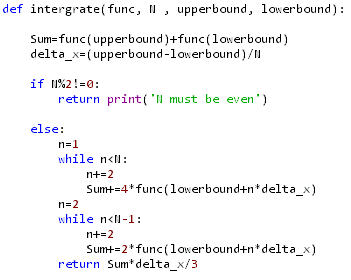 def intergrate(func, N , upperbound, lowerbound):
Sum=func(upperbound)+func(lowerbound)
delta_x=(upperbound-lowerbound)/N
if N%2!=0:
return print('N must be even')
else:
n=1
while n<N:
n+=2
Sum+=4*func(lowerbound+n*delta_x)
n=2
while n<N-1:
n+=2
Sum+=2*func(lowerbound+n*delta_x)
return Sum*delta_x/3